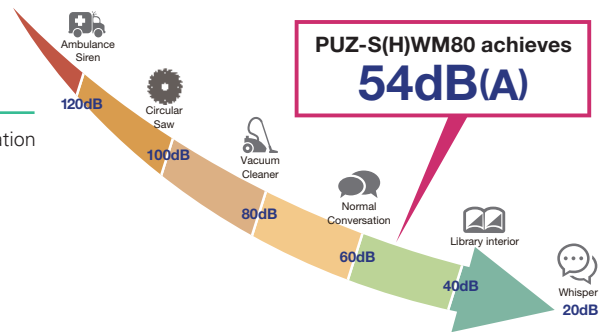 Ambulance
Siren
120dB
ntion
Circular
Saw
100dB
Vacuum
Cleaner
80dB
Normal
Conversation
60dB
PUZ-S(H)WM80 achieves
54dB(A)
Library interior
40dB
Whisper
20dB